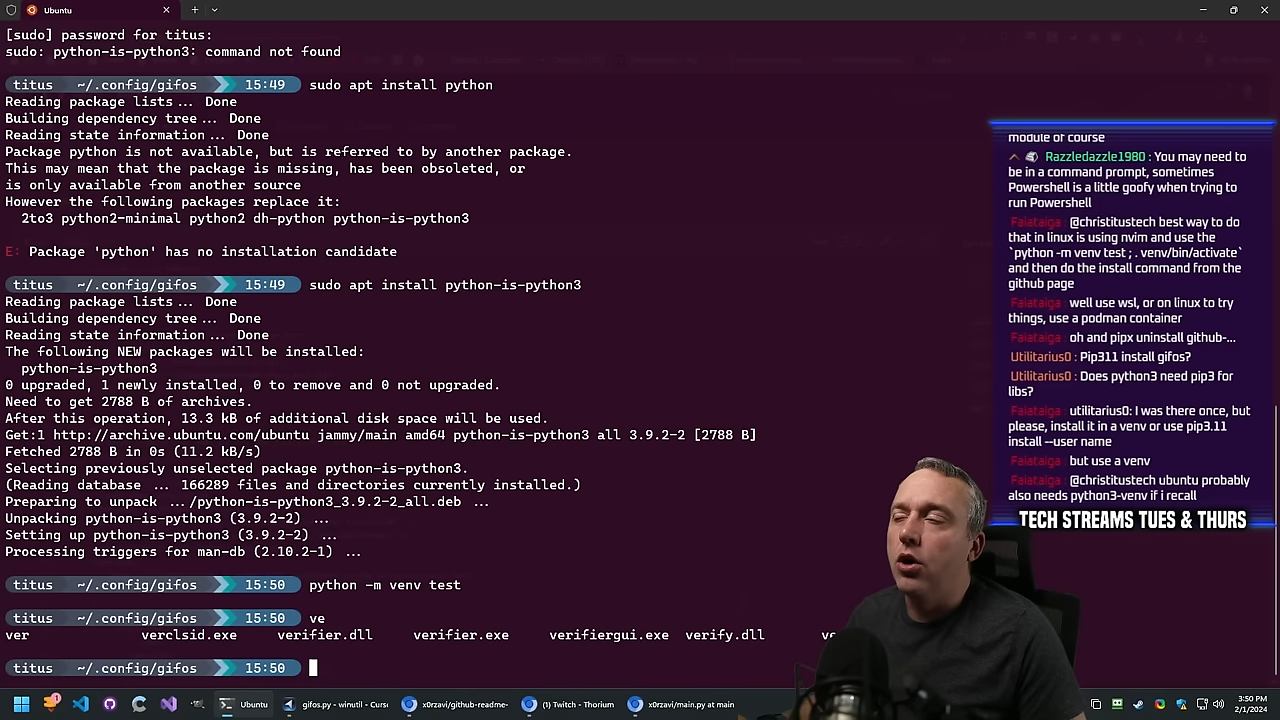 Ubuntu
[sudo] password for titus:
sudo: python-is-python3: command not found
titus ~/.config/gifos 15:49 sudo apt install python
Reading package lists... Done
Building dependency tree... Done
Reading state information... Done
Package python is not available, but is referred to by another package.
This may mean that the package is missing, has been obsoleted, or
is only available from another source
However the following packages replace it:
2to3 python2-minimal python2 dh-python python-is-python3
E: Package 'python' has no installation candidate
titus ~/.config/gifos 15:49 sudo apt install python-is-python3
Reading package lists... Done
Building dependency tree... Done
Reading state information... Done
The following NEW packages will be installed:
python-is-python3
0 upgraded, 1 newly installed, 0 to remove and 0 not upgraded.
Need to get 2788 B of archives.
After this operation, 13.3 kB of additional disk space will be used.
Get:1 http://archive.ubuntu.com/ubuntu jammy/main amd64 python-is-python3 all 3.9.2-2 [2788 B]
Fetched 2788 B in 0s (11.2 kB/s)
Selecting previously unselected package python-is-python3.
(Reading database ... 166289 files and directories currently installed.)
Preparing to unpack .../python-is-python3_3.9.2-2_all.deb ...
Unpacking python-is-python3 (3.9.2-2) ...
Setting up python-is-python3 (3.9.2-2) ...
Processing triggers for man-db (2.10.2-1) ...
titus ~/.config/gifos 15:50 python -m venv test
titus ~/.config/gifos 15:50 ve
ver verclsid.exe verifier.dll verifier.exe verifiergui.exe verify.dll ve
titus ~/.config/gifos 15:50
module of course
Razzledazzle1980 : You may need to
be in a command prompt, sometimes
Powershell is a little goofy when trying to
run Powershell
Faiataiga : @christitustech best way to do
that in linux is using nvim and use the
`python -m venv test ; . venv/bin/activate`
and then do the install command from the
github page
Faiataiga : well use wsl, or on linux to try
things, use a podman container
Faiataiga : oh and pipx uninstall github-...
Utilitarius0 : Pip311 install gifos?
Utilitarius0 : Does python3 need pip3 for
libs?
Faiataiga : utilitarius0: I was there once, but
please, install it in a venv or use pip3.11
install --user name
Faiataiga : but use a venv
Faiataiga : @christitustech ubuntu probably
also needs python3-venv if i recall
TECH STREAMS TUES & THURS
Ubuntu
gifos.py - winutil - Curs
x0rzavi/github-readme-
(1) Twitch - Thorium
x0rzavi/main.py at main
3:50 PM
2/1/2024